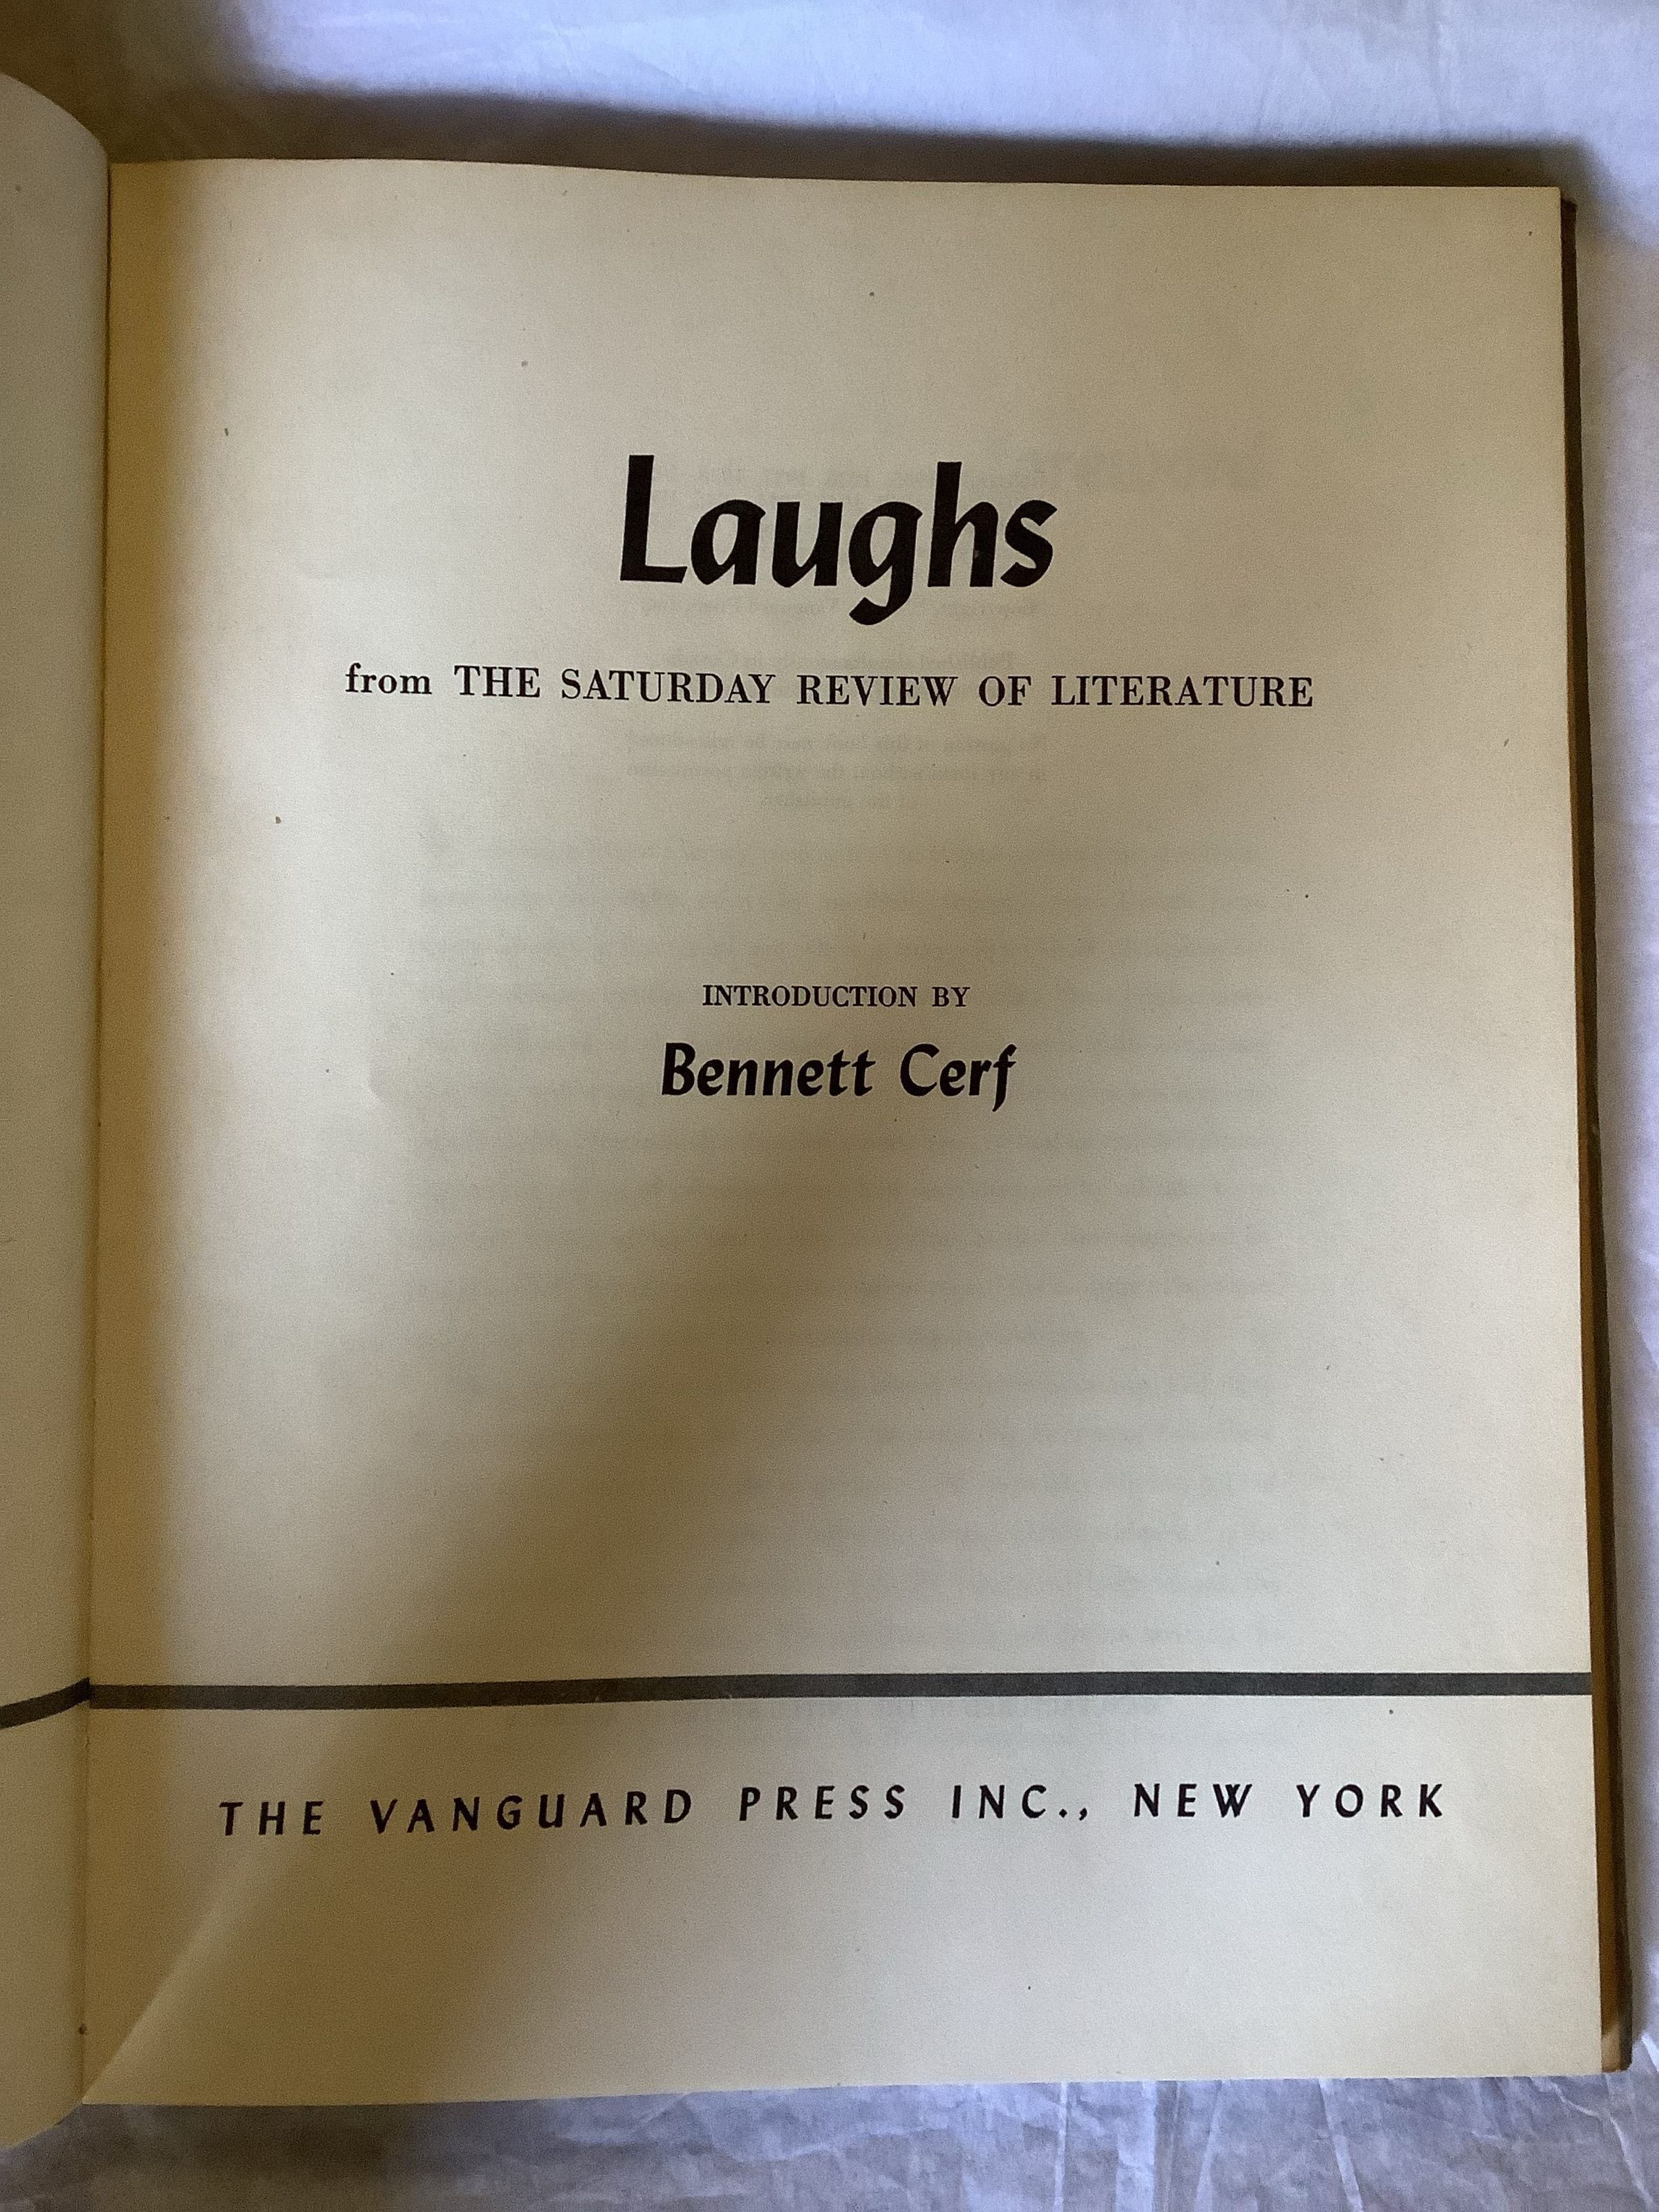 Laughs
from THE SATURDAY REVIEW OF LITERATURE
INTRODUCTION BY
Bennett Cerf
THE VANGUARD PRESS INC., NEW YORK